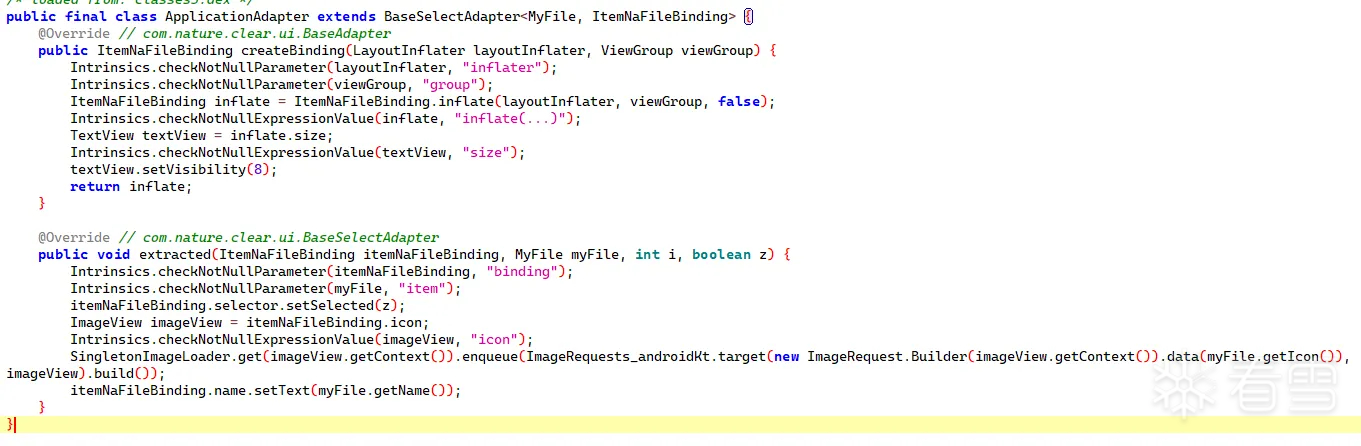 /* loaded from: classes5.dex */
public final class ApplicationAdapter extends BaseSelectAdapter<MyFile, ItemNaFileBinding> {
    @Override // com.nature.clear.ui.BaseAdapter
    public ItemNaFileBinding createBinding(LayoutInflater layoutInflater, ViewGroup viewGroup) {
        Intrinsics.checkNotNullParameter(layoutInflater, "inflater");
        Intrinsics.checkNotNullParameter(viewGroup, "group");
        ItemNaFileBinding inflate = ItemNaFileBinding.inflate(layoutInflater, viewGroup, false);
        Intrinsics.checkNotNullExpressionValue(inflate, "inflate(...)");
        TextView textView = inflate.size;
        Intrinsics.checkNotNullExpressionValue(textView, "size");
        textView.setVisibility(8);
        return inflate;
    }
    @Override // com.nature.clear.ui.BaseSelectAdapter
    public void extracted(ItemNaFileBinding itemNaFileBinding, MyFile myFile, int i, boolean z) {
        Intrinsics.checkNotNullParameter(itemNaFileBinding, "binding");
        Intrinsics.checkNotNullParameter(myFile, "item");
        itemNaFileBinding.selector.setSelected(z);
        ImageView imageView = itemNaFileBinding.icon;
        Intrinsics.checkNotNullExpressionValue(imageView, "icon");
        SingletonImageLoader.get(imageView.getContext()).enqueue(ImageRequests_androidKt.target(new ImageRequest.Builder(imageView.getContext()).data(myFile.getIcon()),
imageView).build());
        itemNaFileBinding.name.setText(myFile.getName());
    }
}
看雪